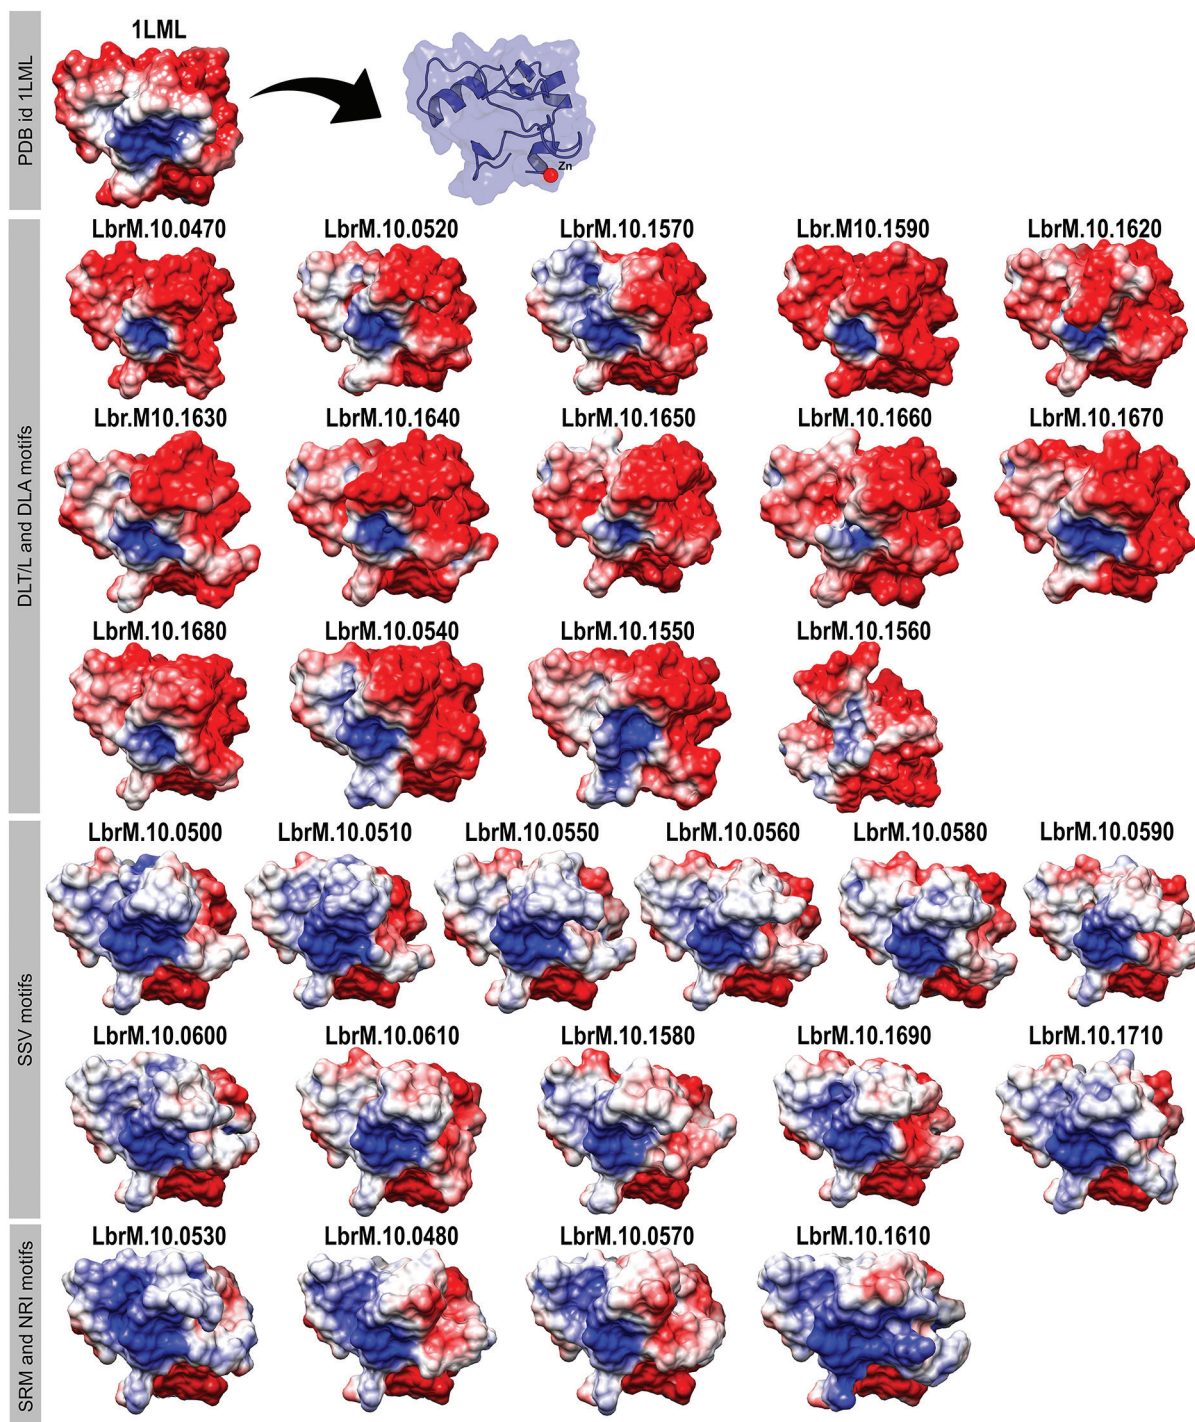 PDB id 1LML
1LML
Zn
DLT/L and DLA motifs
LbrM.10.0470 LbrM.10.0520 LbrM.10.1570 Lbr.M10.1590 LbrM.10.1620
Lbr.M10.1630 LbrM.10.1640 LbrM.10.1650 LbrM.10.1660 LbrM.10.1670
LbrM.10.1680 LbrM.10.0540 LbrM.10.1550 LbrM.10.1560
SSV motifs
LbrM.10.0500 LbrM.10.0510 LbrM.10.0550 LbrM.10.0560 LbrM.10.0580 LbrM.10.0590
LbrM.10.0600 LbrM.10.0610 LbrM.10.1580 LbrM.10.1690 LbrM.10.1710
SRM and NRI motifs
LbrM.10.0530 LbrM.10.0480 LbrM.10.0570 LbrM.10.1610